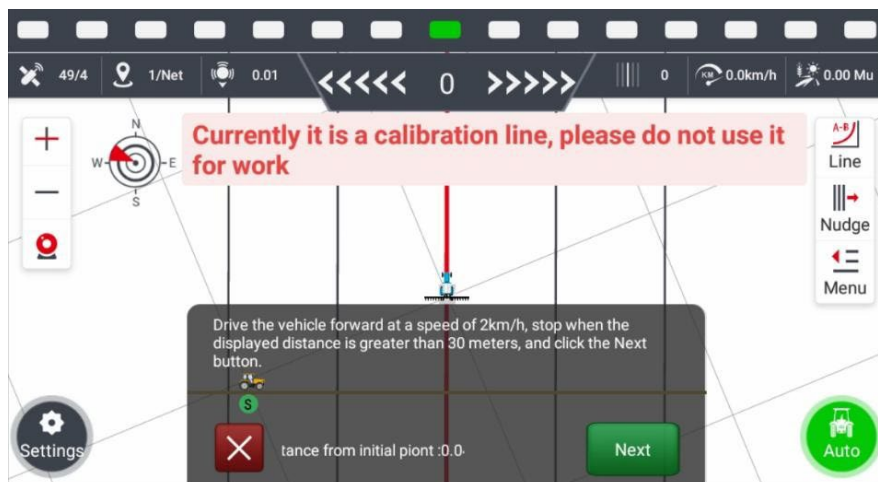 49/4
1/Net
0.01
<<<<< 0 >>>>>
0
KM 0.0km/h
0.00 Mu
N
W E
S
Currently it is a calibration line, please do not use it
for work
A-B
Line
Nudge
Menu
Drive the vehicle forward at a speed of 2km/h, stop when the
displayed distance is greater than 30 meters, and click the Next
button.
S
tance from initial piont :0.0
Next
Settings
Auto